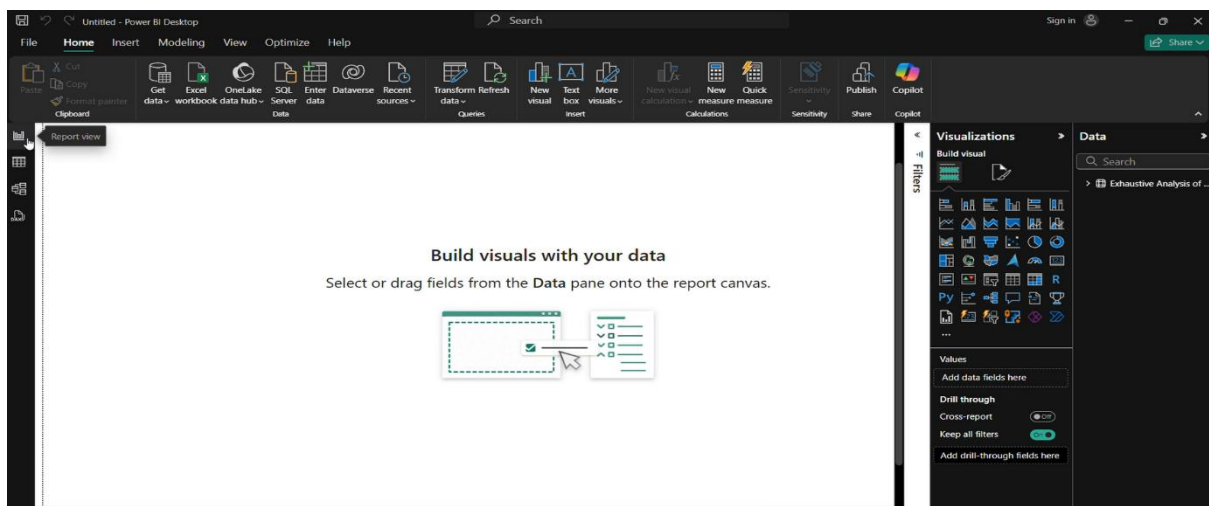 Untitled - Power BI Desktop
Search
Sign in
File Home Insert Modeling View Optimize Help
Share
Paste
Cut
Copy
Format painter
Clipboard
Get data
Excel workbook
OneLake data hub
SQL Server
Enter data
Dataverse
Recent sources
Data
Transform data
Refresh
Queries
New visual
Text box
More visuals
Insert
New visual calculation
New measure
Quick measure
Calculations
Sensitivity
Sensitivity
Publish
Share
Copilot
Copilot
Report view
Build visuals with your data
Select or drag fields from the Data pane onto the report canvas.
Filters
Visualizations
Build visual
R
Py
Values
Add data fields here
Drill through
Cross-report
Off
Keep all filters
On
Add drill-through fields here
Data
Search
Exhaustive Analysis of ...